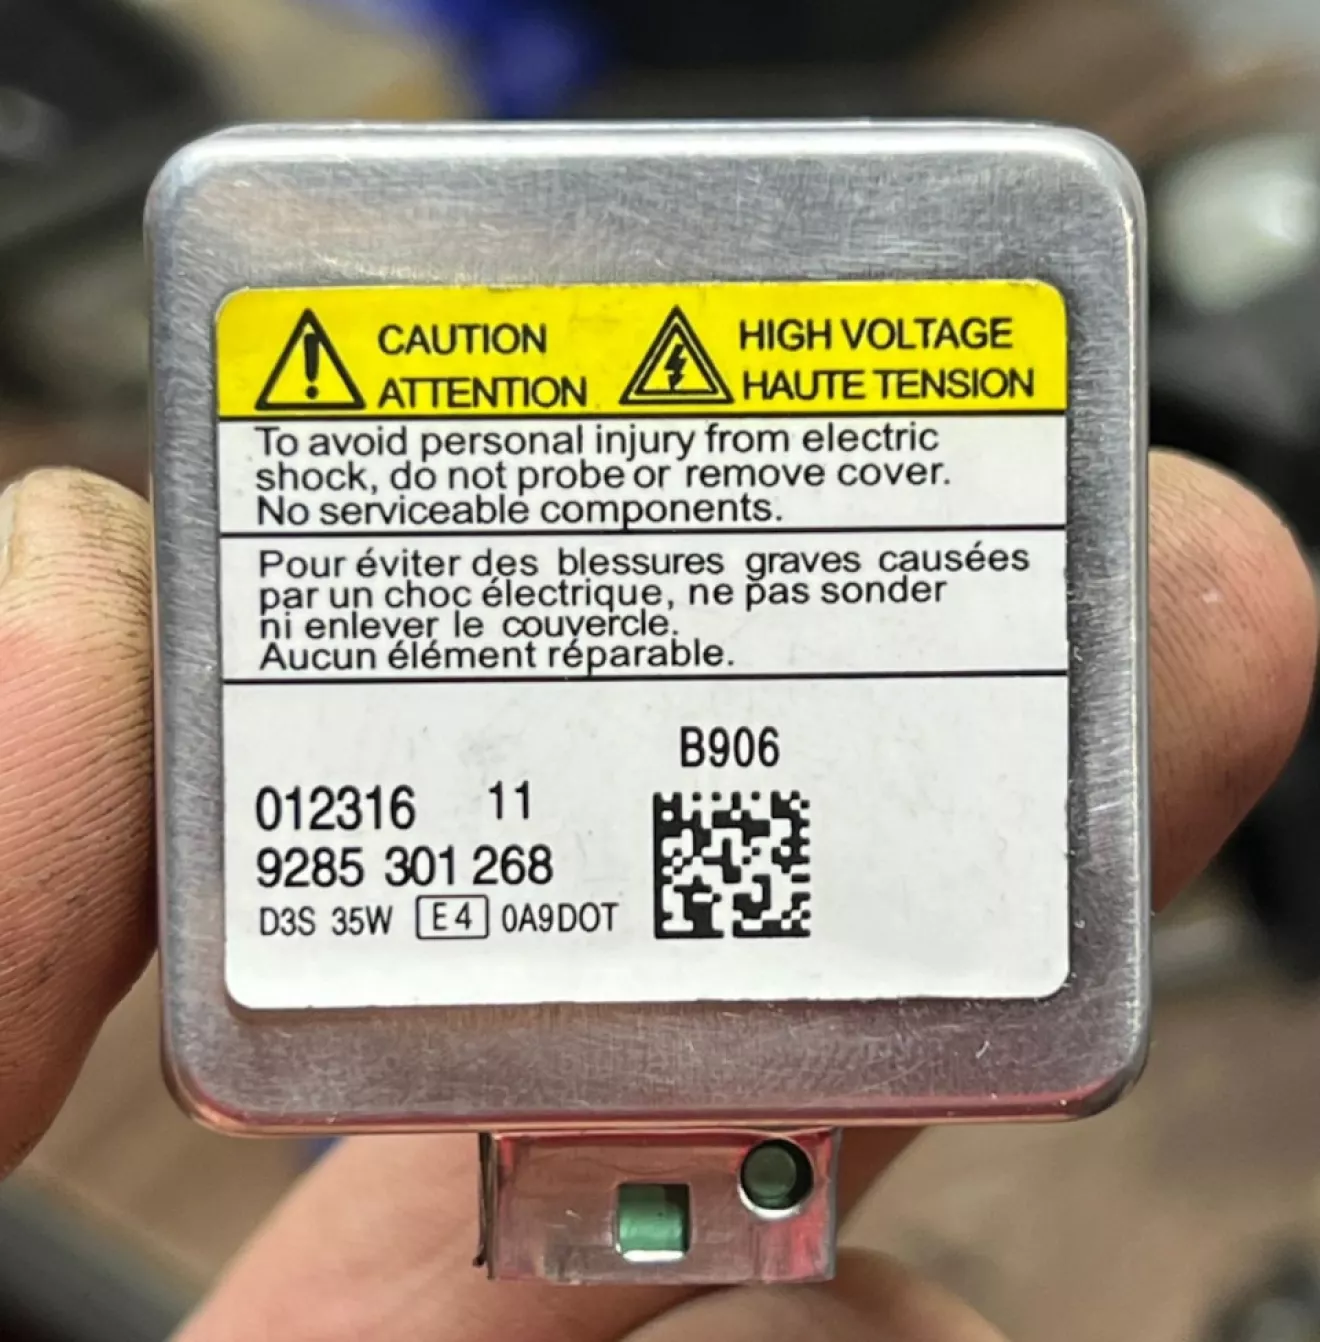 CAUTION
ATTENTION
HIGH VOLTAGE
HAUTE TENSION
To avoid personal injury from electric
shock, do not probe or remove cover.
No serviceable components.
Pour éviter des blessures graves causées
par un choc électrique, ne pas sonder
ni enlever le couvercle.
Aucun élément réparable.
B906
012316 11
9285 301 268
D3S 35W E4 0A9DOT